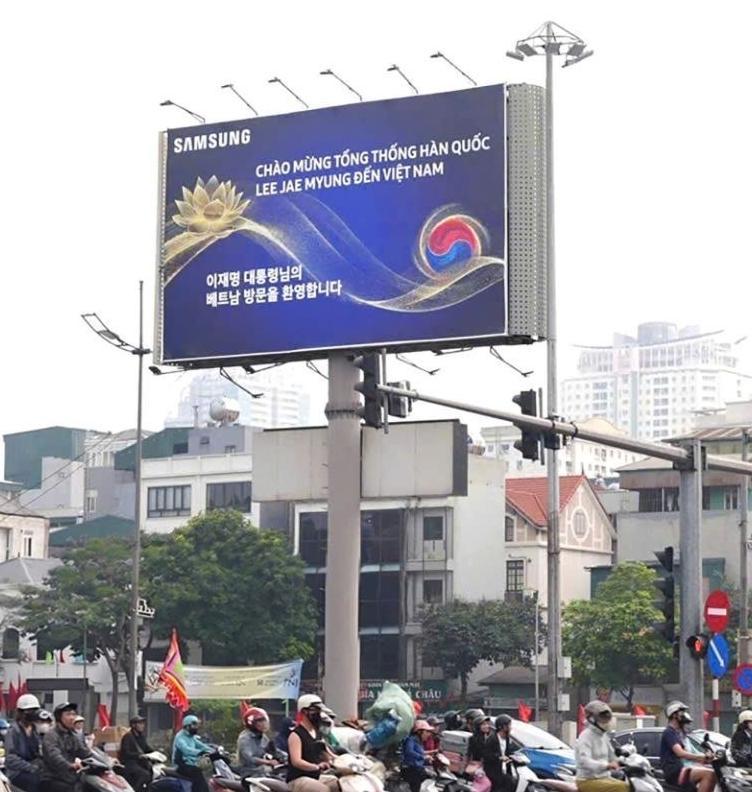 SAMSUNG
CHÀO MỪNG TỔNG THỐNG HÀN QUỐC
LEE JAE MYUNG ĐẾN VIỆT NAM
이재명 대통령님의
베트남 방문을 환영합니다
CHÂU